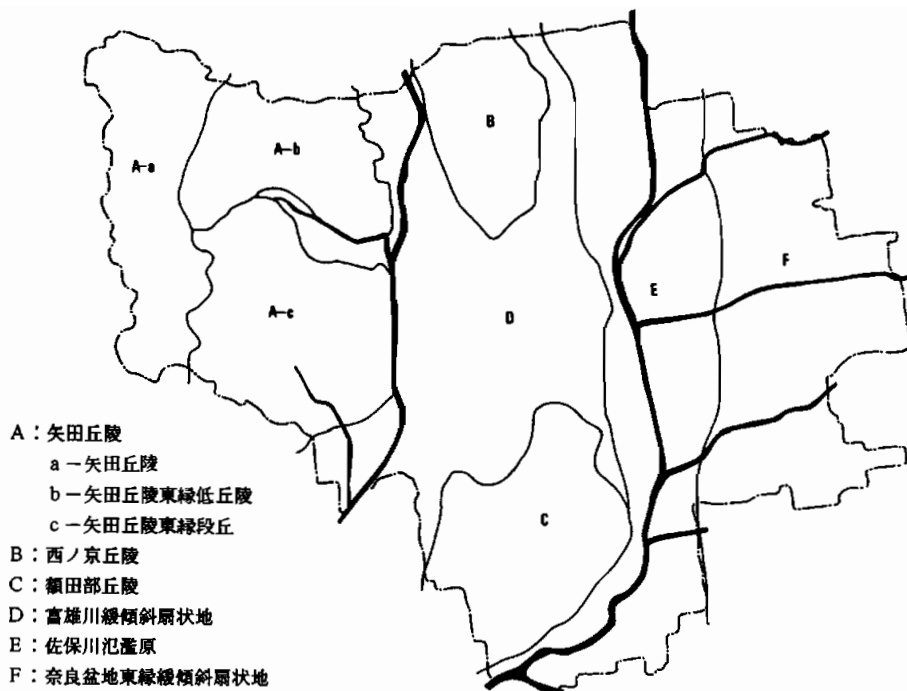 A-a
A-b
B
A-c
D
E
F
C
A：矢田丘陵
a－矢田丘陵
b－矢田丘陵東縁低丘陵
c－矢田丘陵東縁段丘
B：西ノ京丘陵
C：額田部丘陵
D：富雄川緩傾斜扇状地
E：佐保川氾濫原
F：奈良盆地東縁緩傾斜扇状地